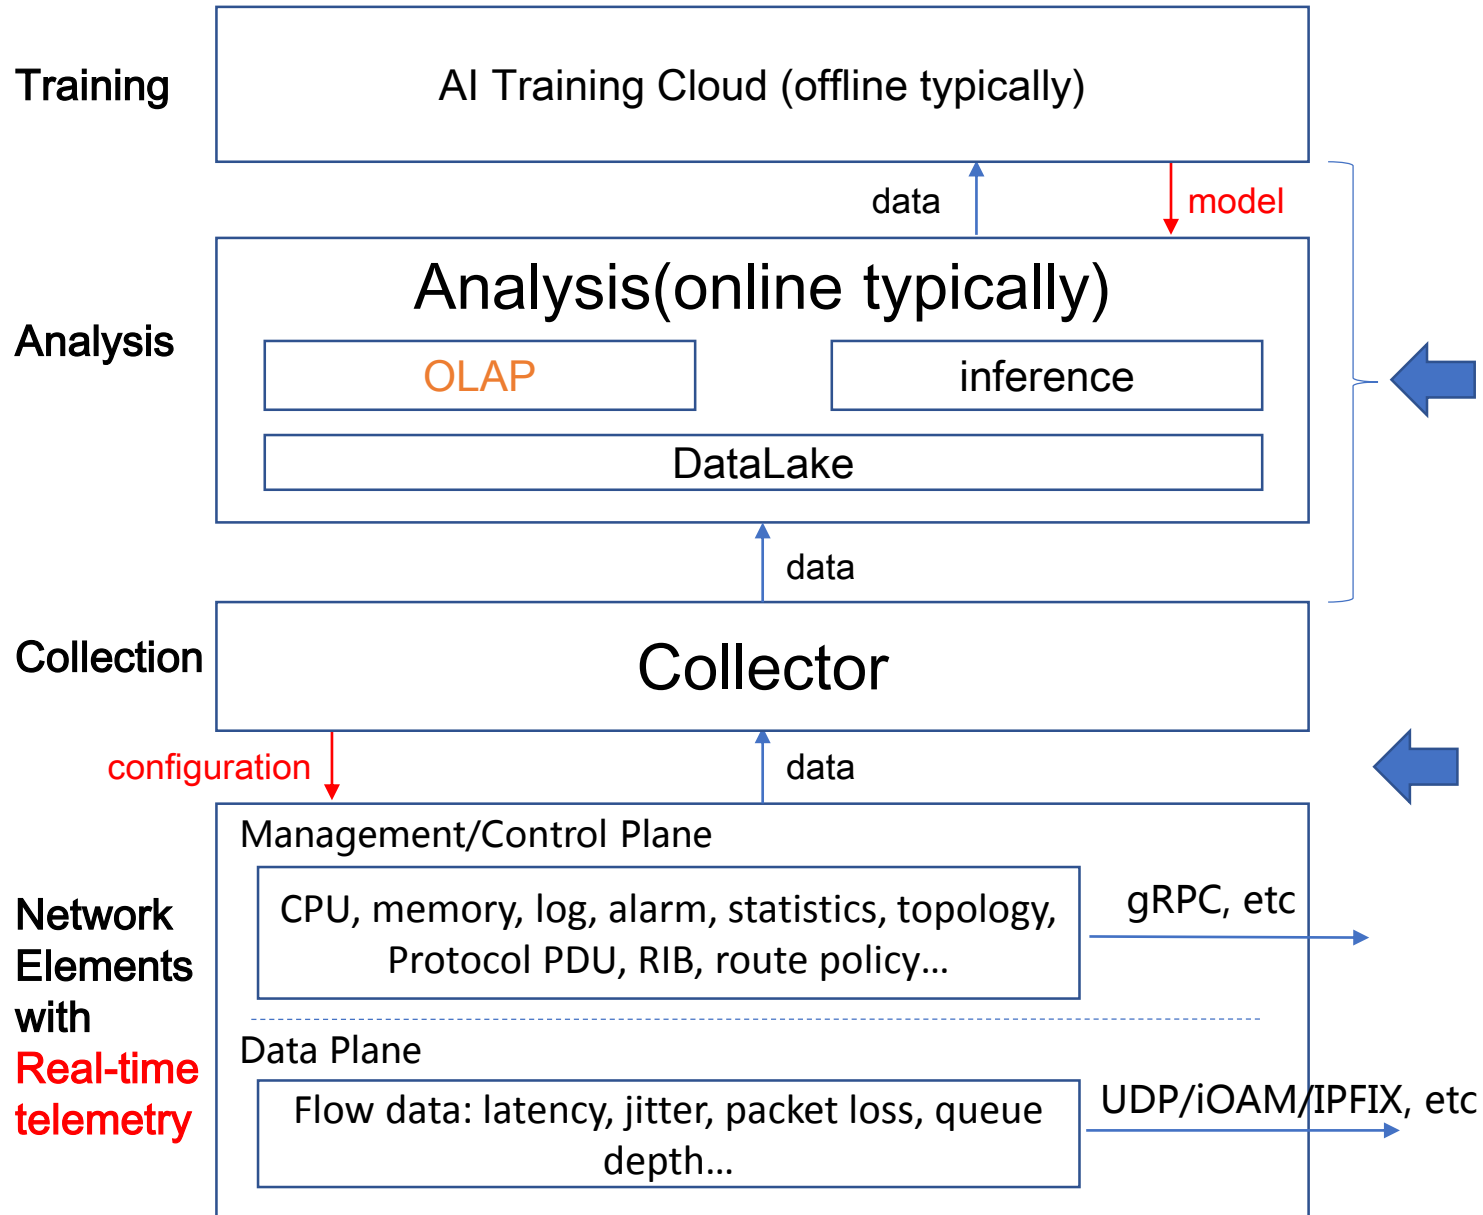 Training
AI Training Cloud (offline typically)
data
model
Analysis
Analysis(online typically)
OLAP
inference
DataLake
data
Collection
Collector
configuration
data
Network
Elements
with
Real-time
telemetry
Management/Control Plane
CPU, memory, log, alarm, statistics, topology,
Protocol PDU, RIB, route policy...
gRPC, etc
Data Plane
Flow data: latency, jitter, packet loss, queue
depth...
UDP/iOAM/IPFIX, etc